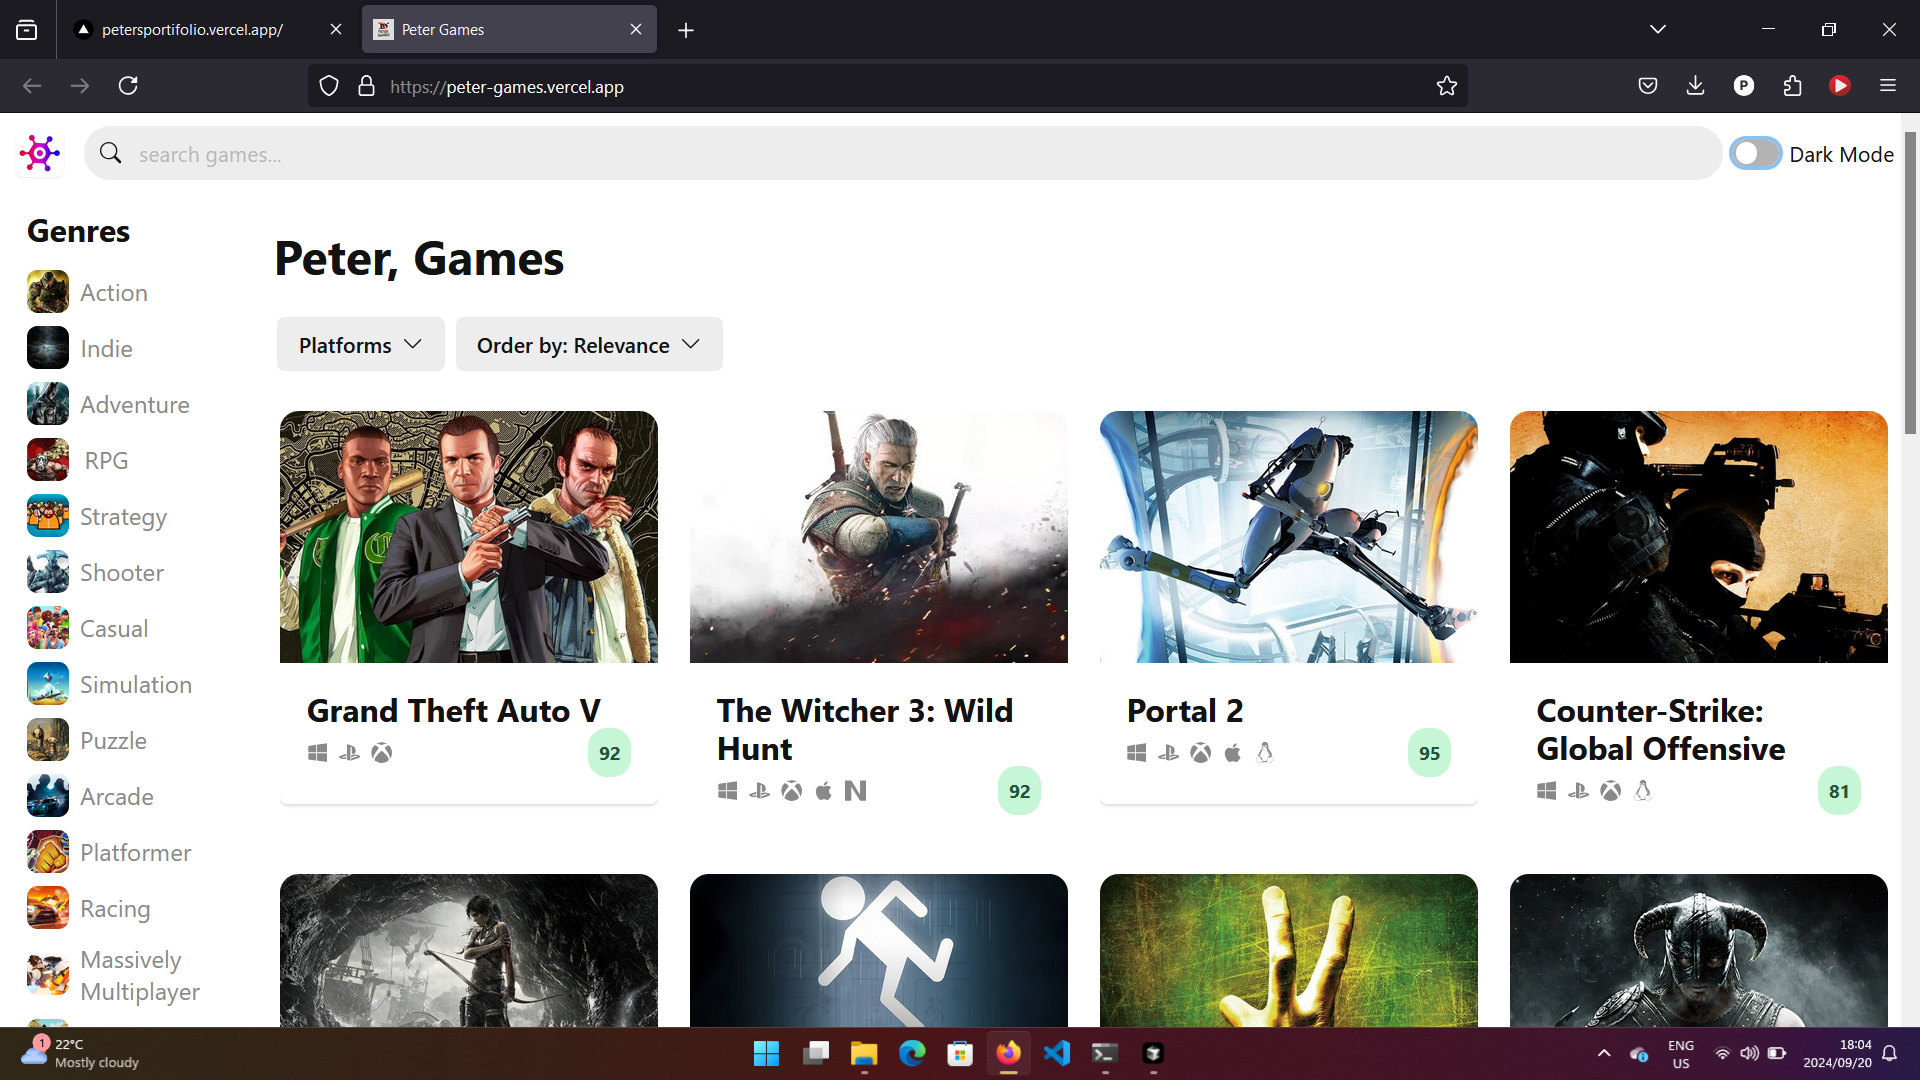 petersportifolio.vercel.app/
Peter Games
https://peter-games.vercel.app
P
search games...
Dark Mode
Genres
Action
Indie
Adventure
RPG
Strategy
Shooter
Casual
Simulation
Puzzle
Arcade
Platformer
Racing
Massively
Multiplayer
Peter, Games
Platforms
Order by: Relevance
Grand Theft Auto V
92
The Witcher 3: Wild
Hunt
92
Portal 2
95
Counter-Strike:
Global Offensive
81
1
22°C
Mostly cloudy
ENG
US
18:04
2024/09/20